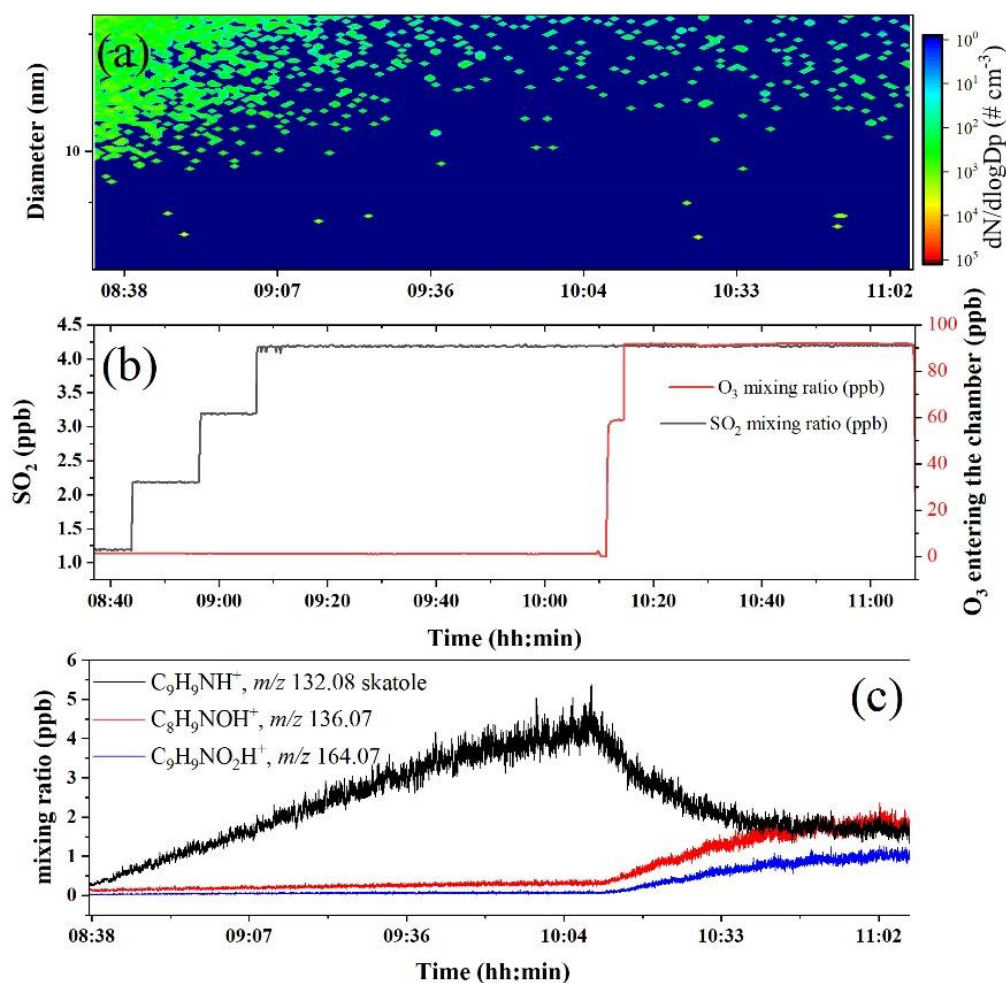 (a)
Diameter (nm)
10
08:38 09:07 09:36 10:04 10:33 11:02
10⁰
10¹
10²
10³
10⁴
10⁵
dN/dlogDp (# cm⁻³)
(b)
SO₂ (ppb)
4.5
4.0
3.5
3.0
2.5
2.0
1.5
1.0
O₃ mixing ratio (ppb)
SO₂ mixing ratio (ppb)
100
80
60
40
20
0
O₃ entering the chamber (ppb)
08:40 09:00 09:20 09:40 10:00 10:20 10:40 11:00
Time (hh:min)
(c)
mixing ratio (ppb)
6
5
4
3
2
1
0
C₉H₉NH⁺, m/z 132.08 skatole
C₈H₉NOH⁺, m/z 136.07
C₉H₉NO₂H⁺, m/z 164.07
08:38 09:07 09:36 10:04 10:33 11:02
Time (hh:min)